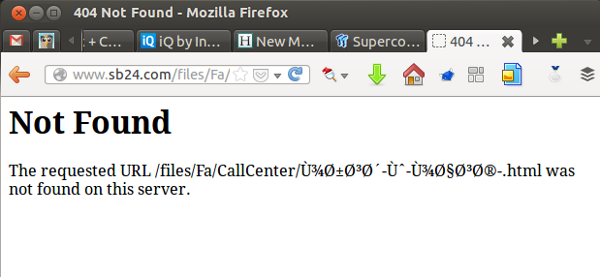 404 Not Found - Mozilla Firefox
: + C... iQ iQ by In... H New M... Superco... 404 ...
www.sb24.com/files/Fa/
Not Found
The requested URL /files/Fa/CallCenter/Ù¾Ø±Ø³Ø´-Ùˆ-Ù¾Ø§Ø³Ø®-.html was
not found on this server.